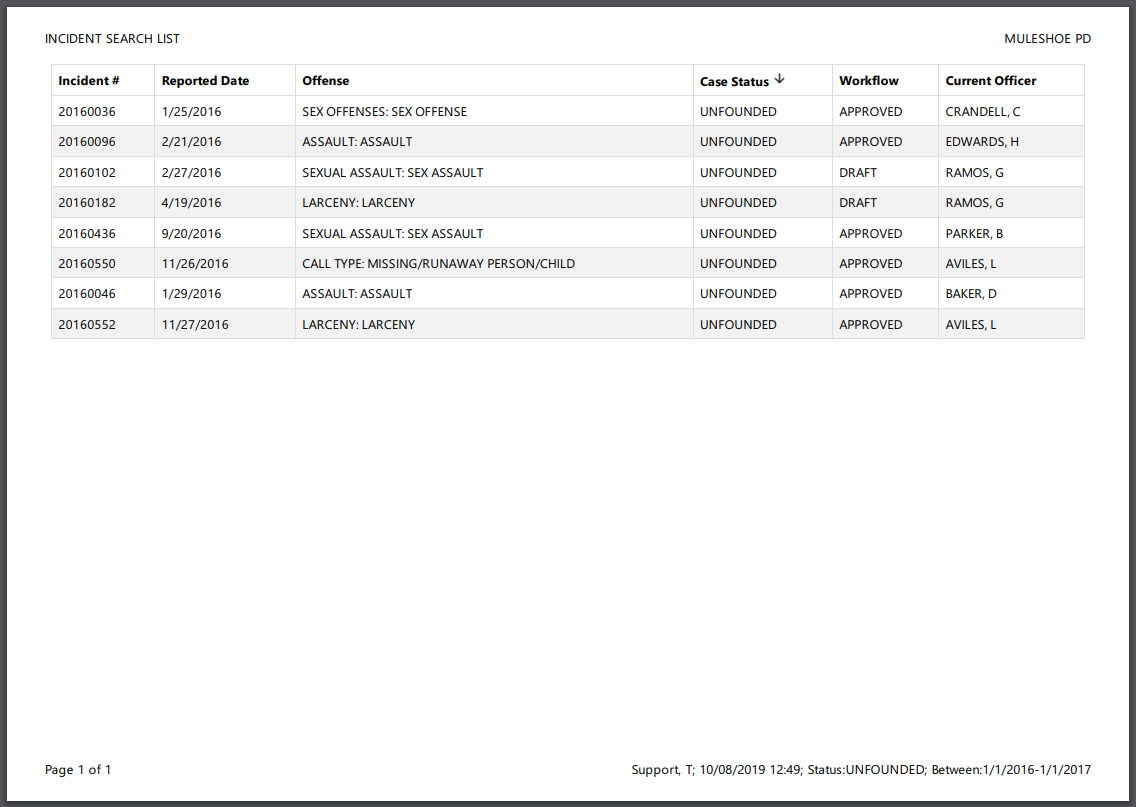 INCIDENT SEARCH LIST MULESHOE PD
Incident # Reported Date Offense Case Status ↓ Workflow Current Officer
20160036 1/25/2016 SEX OFFENSES: SEX OFFENSE UNFOUNDED APPROVED CRANDELL, C
20160096 2/21/2016 ASSAULT: ASSAULT UNFOUNDED APPROVED EDWARDS, H
20160102 2/27/2016 SEXUAL ASSAULT: SEX ASSAULT UNFOUNDED DRAFT RAMOS, G
20160182 4/19/2016 LARCENY: LARCENY UNFOUNDED DRAFT RAMOS, G
20160436 9/20/2016 SEXUAL ASSAULT: SEX ASSAULT UNFOUNDED APPROVED PARKER, B
20160550 11/26/2016 CALL TYPE: MISSING/RUNAWAY PERSON/CHILD UNFOUNDED APPROVED AVILES, L
20160046 1/29/2016 ASSAULT: ASSAULT UNFOUNDED APPROVED BAKER, D
20160552 11/27/2016 LARCENY: LARCENY UNFOUNDED APPROVED AVILES, L
Page 1 of 1 Support, T; 10/08/2019 12:49; Status:UNFOUNDED; Between:1/1/2016-1/1/2017